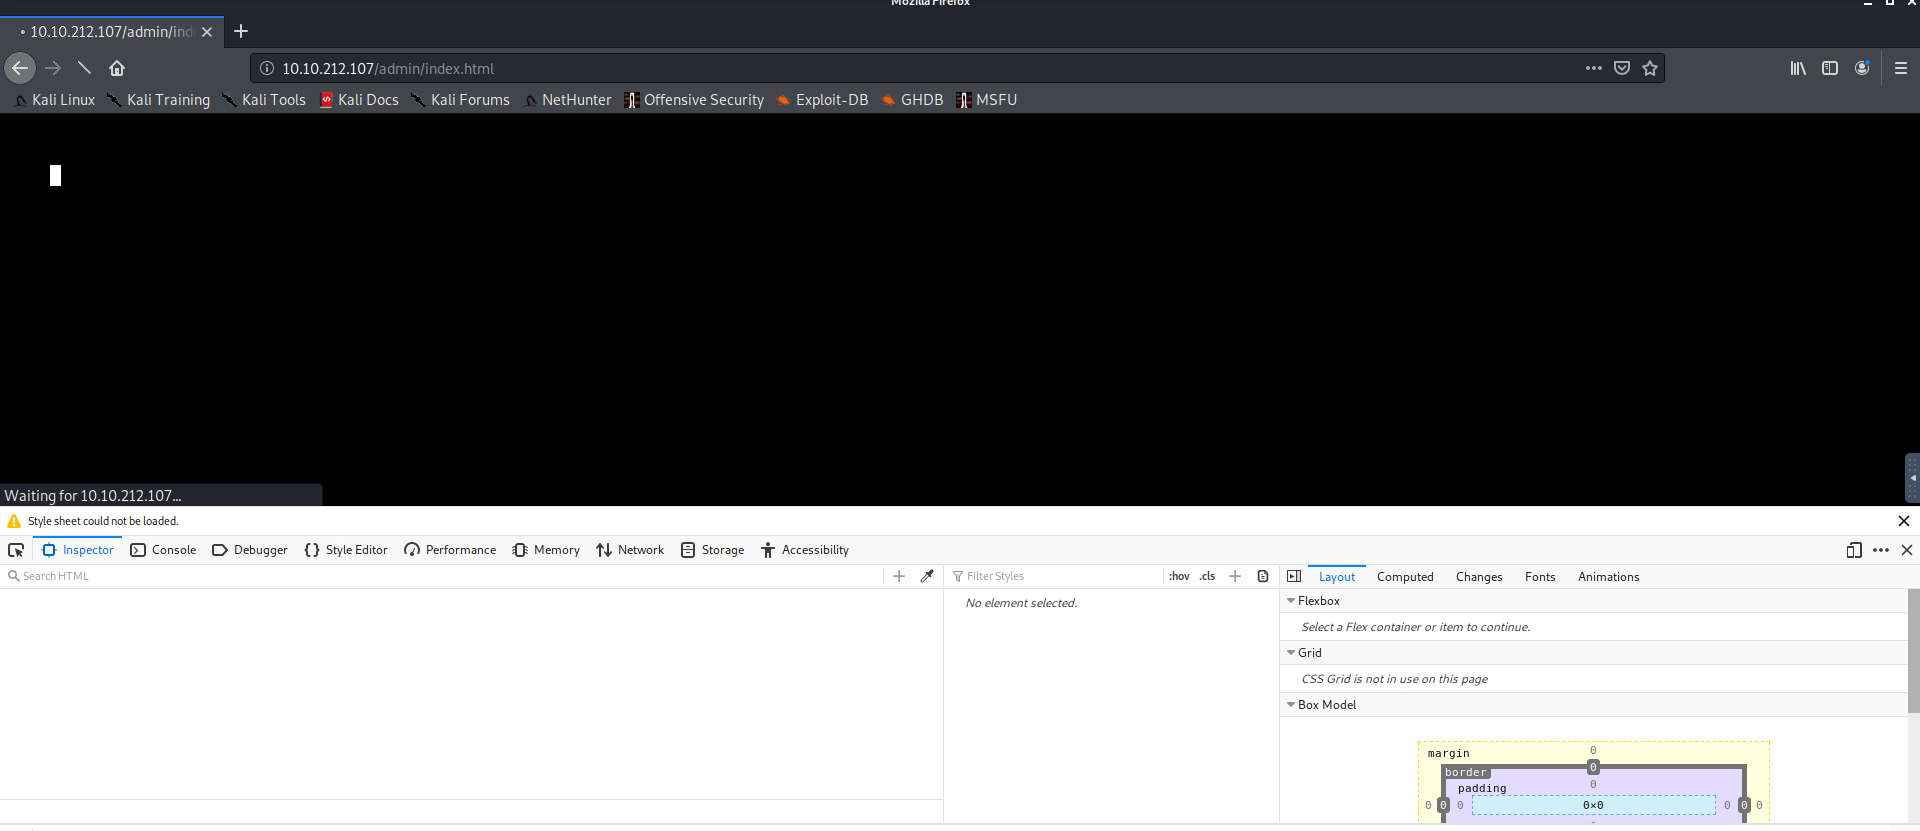 Mozilla Firefox
10.10.212.107/admin/ind
10.10.212.107/admin/index.html
Kali Linux Kali Training Kali Tools Kali Docs Kali Forums NetHunter Offensive Security Exploit-DB GHDB MSFU
Waiting for 10.10.212.107...
Style sheet could not be loaded.
Inspector Console Debugger Style Editor Performance Memory Network Storage Accessibility
Search HTML
Filter Styles :hov .cls
Layout Computed Changes Fonts Animations
No element selected.
Flexbox
Select a Flex container or item to continue.
Grid
CSS Grid is not in use on this page
Box Model
margin 0
border 0
padding 0
0 0 0 0×0 0 0 0